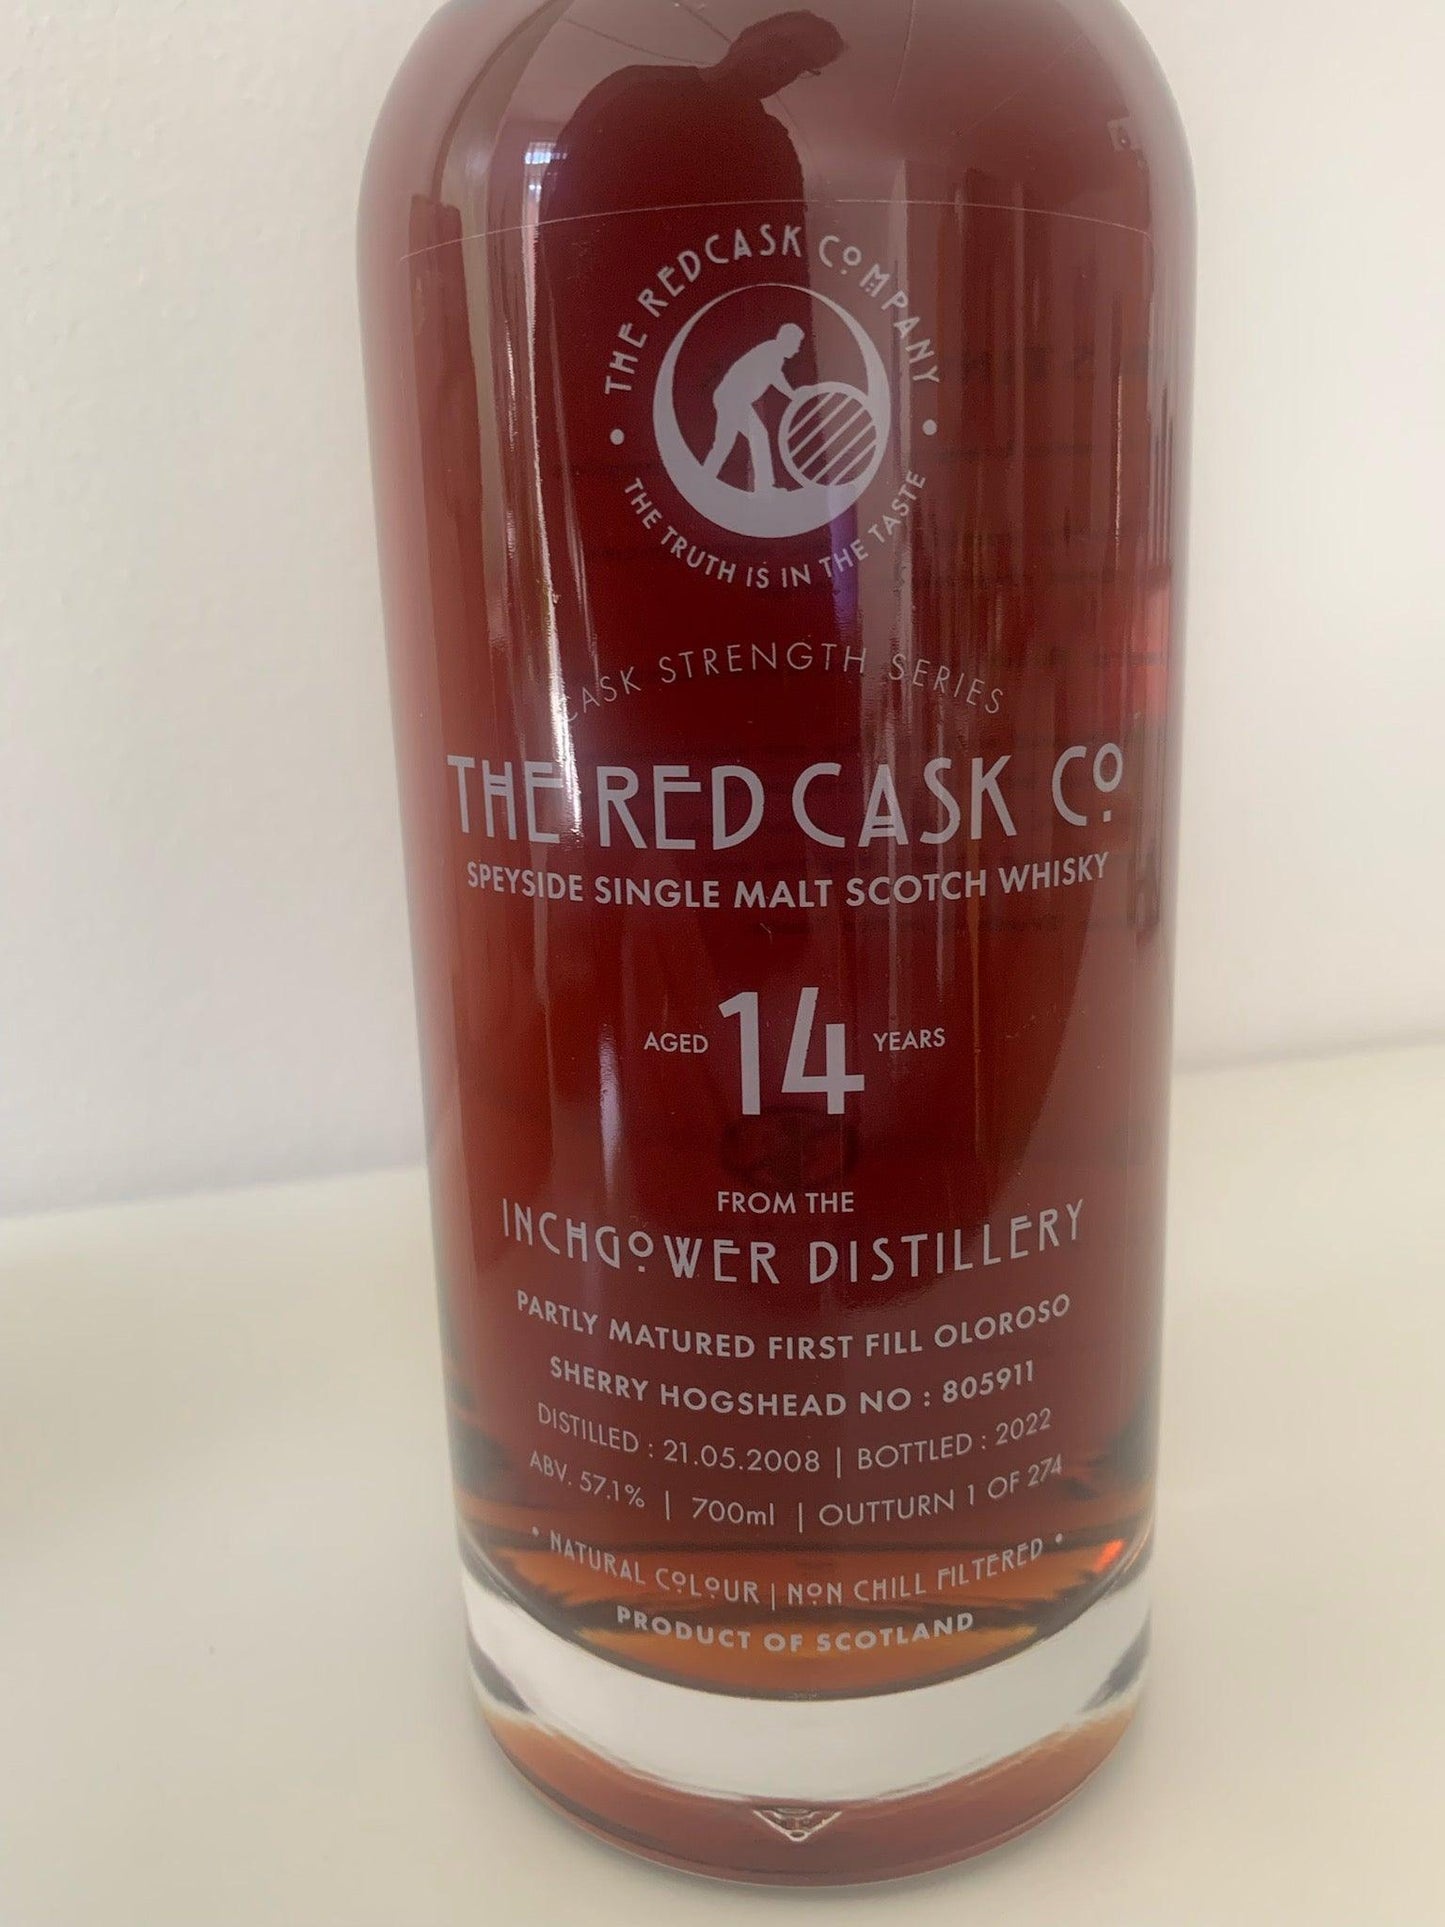 THE REDCASK COMPANY
THE TRUTH IS IN THE TASTE
CASK STRENGTH SERIES
THE RED CASK Co.
SPEYSIDE SINGLE MALT SCOTCH WHISKY
AGED 14 YEARS
FROM THE
INCHGOWER DISTILLERY
PARTLY MATURED FIRST FILL OLOROSO
SHERRY HOGSHEAD NO : 805911
DISTILLED : 21.05.2008 | BOTTLED : 2022
ABV. 57.1% | 700ml | OUTTURN 1 OF 274
• NATURAL COLOUR | NON CHILL FILTERED •
PRODUCT OF SCOTLAND